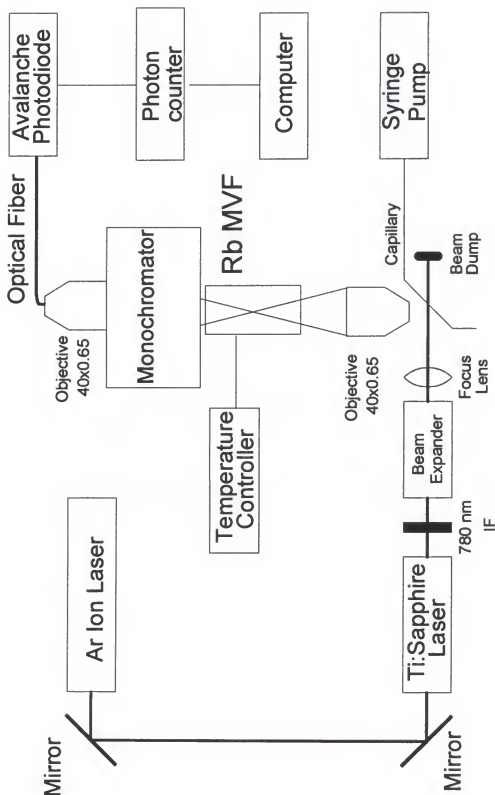 Mirror
Ar Ion Laser
Mirror
Ti:Sapphire
Laser
780 nm
IF
Beam
Expander
Focus
Lens
Beam
Dump
Capillary
Syringe
Pump
Objective
40x0.65
Rb MVF
Temperature
Controller
Monochromator
Objective
40x0.65
Optical Fiber
Avalanche
Photodiode
Photon
counter
Computer